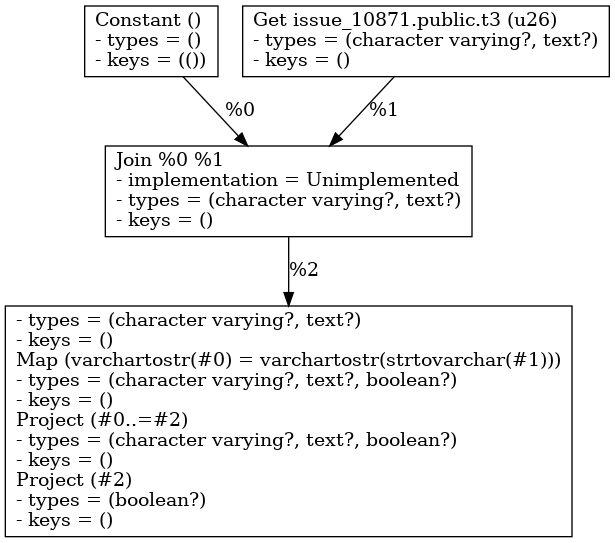 Constant ()
- types = ()
- keys = (())
Get issue_10871.public.t3 (u26)
- types = (character varying?, text?)
- keys = ()
%0
%1
Join %0 %1
- implementation = Unimplemented
- types = (character varying?, text?)
- keys = ()
%2
- types = (character varying?, text?)
- keys = ()
Map (varchartostr(#0) = varchartostr(strtovarchar(#1)))
- types = (character varying?, text?, boolean?)
- keys = ()
Project (#0..=#2)
- types = (character varying?, text?, boolean?)
- keys = ()
Project (#2)
- types = (boolean?)
- keys = ()